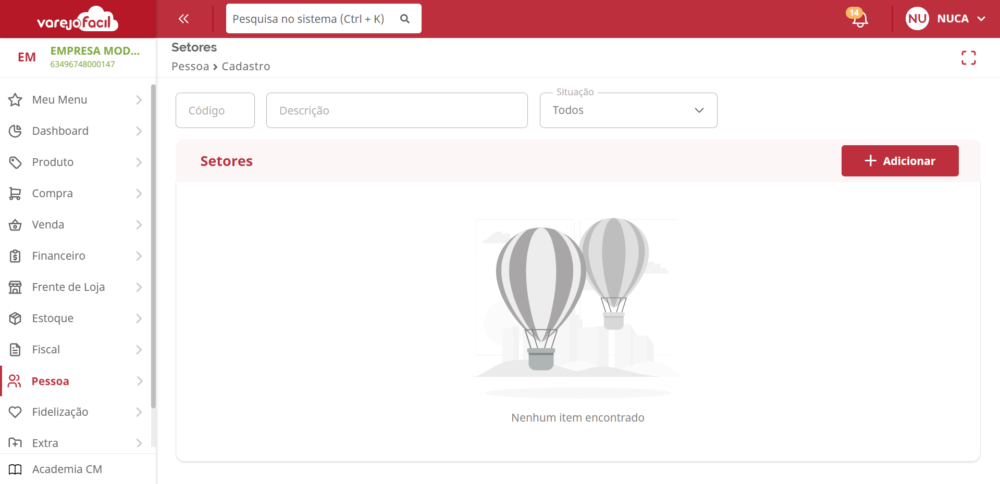 varejofacil
Pesquisa no sistema (Ctrl + K)
14
NU
NUCA
EM
EMPRESA MOD...
63496748000147
Setores
Pessoa > Cadastro
Meu Menu
Dashboard
Produto
Compra
Venda
Financeiro
Frente de Loja
Estoque
Fiscal
Pessoa
Fidelização
Extra
Academia CM
Código
Descrição
Situação
Todos
Setores
Adicionar
Nenhum item encontrado